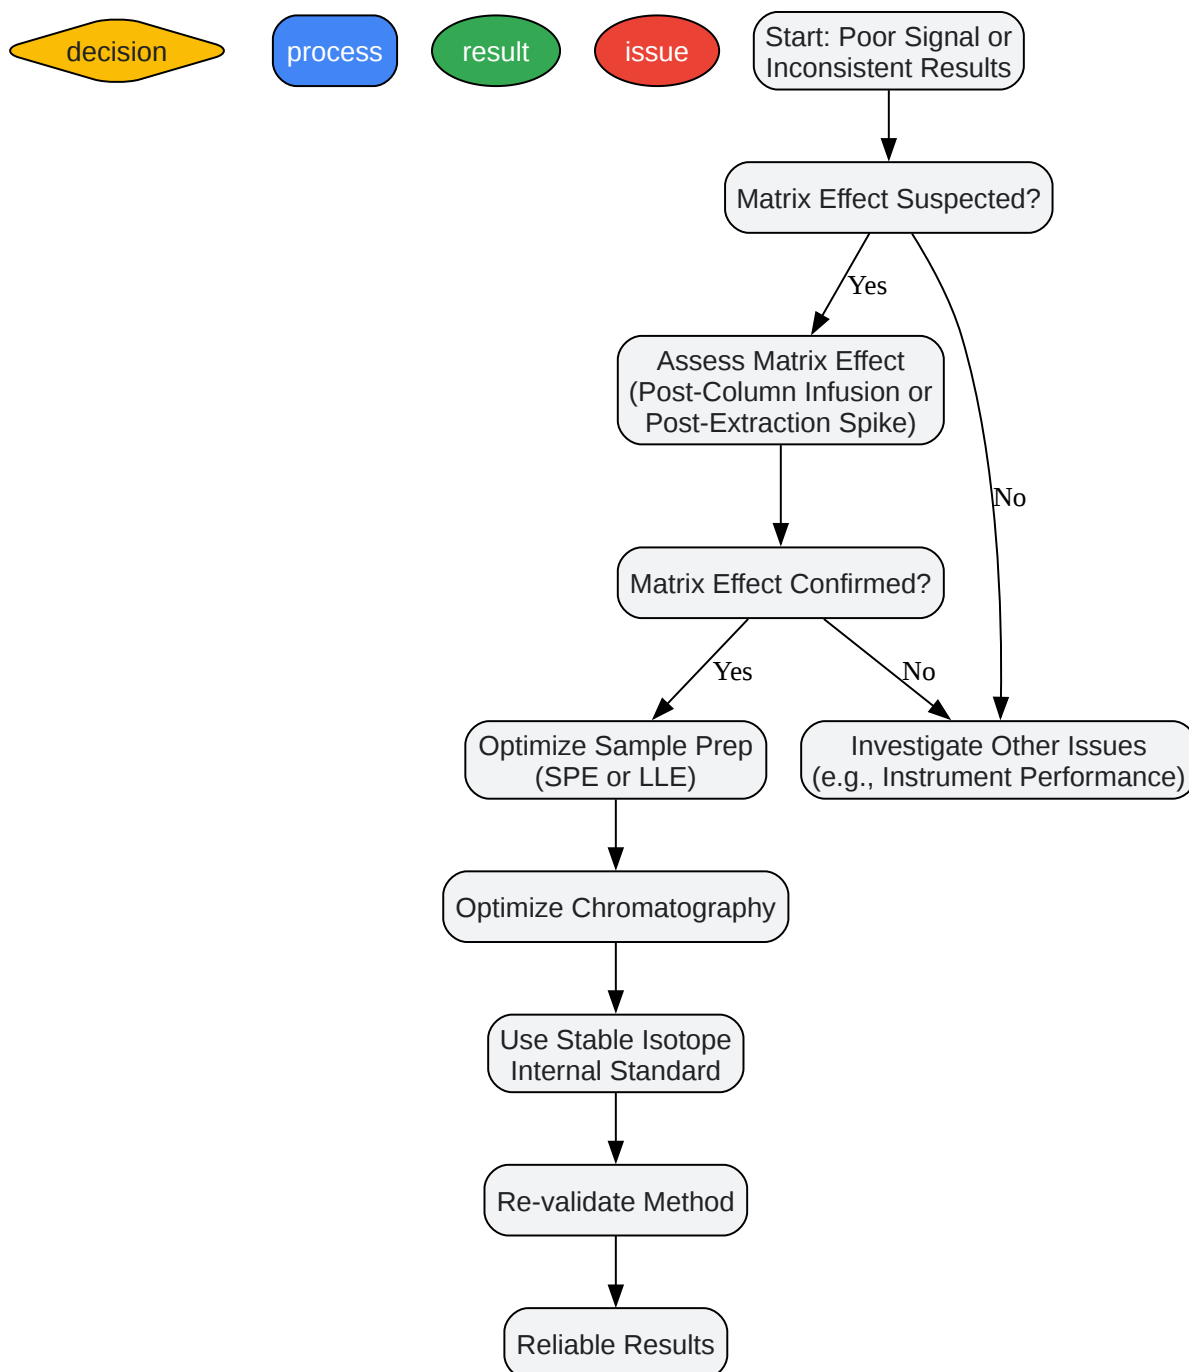 decision
process
result
issue
Start: Poor Signal or
Inconsistent Results
Matrix Effect Suspected?
Yes
Assess Matrix Effect
(Post-Column Infusion or
Post-Extraction Spike)
No
Matrix Effect Confirmed?
Yes
No
Optimize Sample Prep
(SPE or LLE)
Investigate Other Issues
(e.g., Instrument Performance)
Optimize Chromatography
Use Stable Isotope
Internal Standard
Re-validate Method
Reliable Results